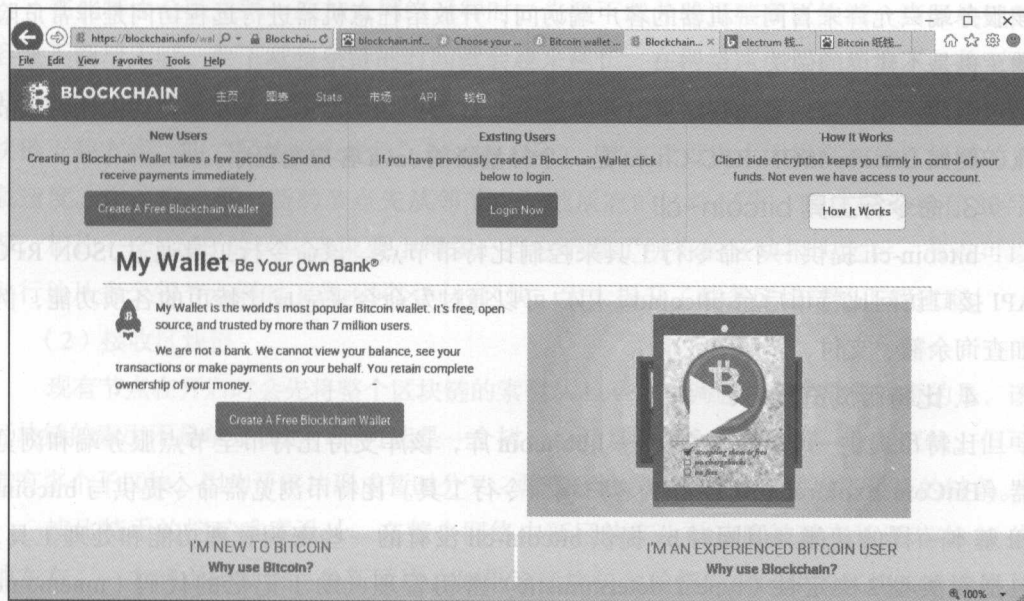 https://blockchain.info/wal
Blockchai...
blockchain.inf...
Choose your ...
Bitcoin wallet ...
Blockchain...
electrum 钱...
Bitcoin 纸钱...
File Edit View Favorites Tools Help
BLOCKCHAIN
主页 图表 Stats 市场 API 钱包
New Users
Creating a Blockchain Wallet takes a few seconds. Send and
receive payments immediately.
Create A Free Blockchain Wallet
Existing Users
If you have previously created a Blockchain Wallet click
below to login.
Login Now
How It Works
Client side encryption keeps you firmly in control of your
funds. Not even we have access to your account.
How It Works
My Wallet Be Your Own Bank®
My Wallet is the world's most popular Bitcoin wallet. It's free, open
source, and trusted by more than 7 million users.
We are not a bank. We cannot view your balance, see your
transactions or make payments on your behalf. You retain complete
ownership of your money.
Create A Free Blockchain Wallet
accepting them is free
no chargebacks
no fees
I'M NEW TO BITCOIN
Why use Bitcoin?
I'M AN EXPERIENCED BITCOIN USER
Why use Blockchain?
100%